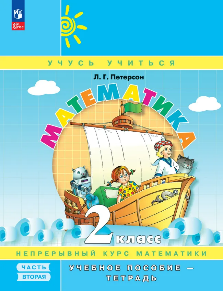 УЧУСЬ УЧИТЬСЯ
Л. Г. Петерсон
МАТЕМАТИКА
2 класс
НЕПРЕРЫВНЫЙ КУРС МАТЕМАТИКИ
ЧАСТЬ
ВТОРАЯ
УЧЕБНОЕ ПОСОБИЕ —
ТЕТРАДЬ